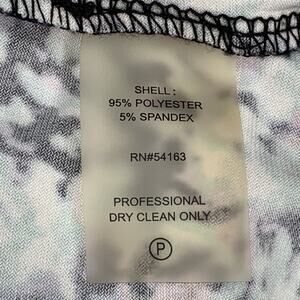 SHELL :
95% POLYESTER
5% SPANDEX
RN#54163
PROFESSIONAL
DRY CLEAN ONLY
P